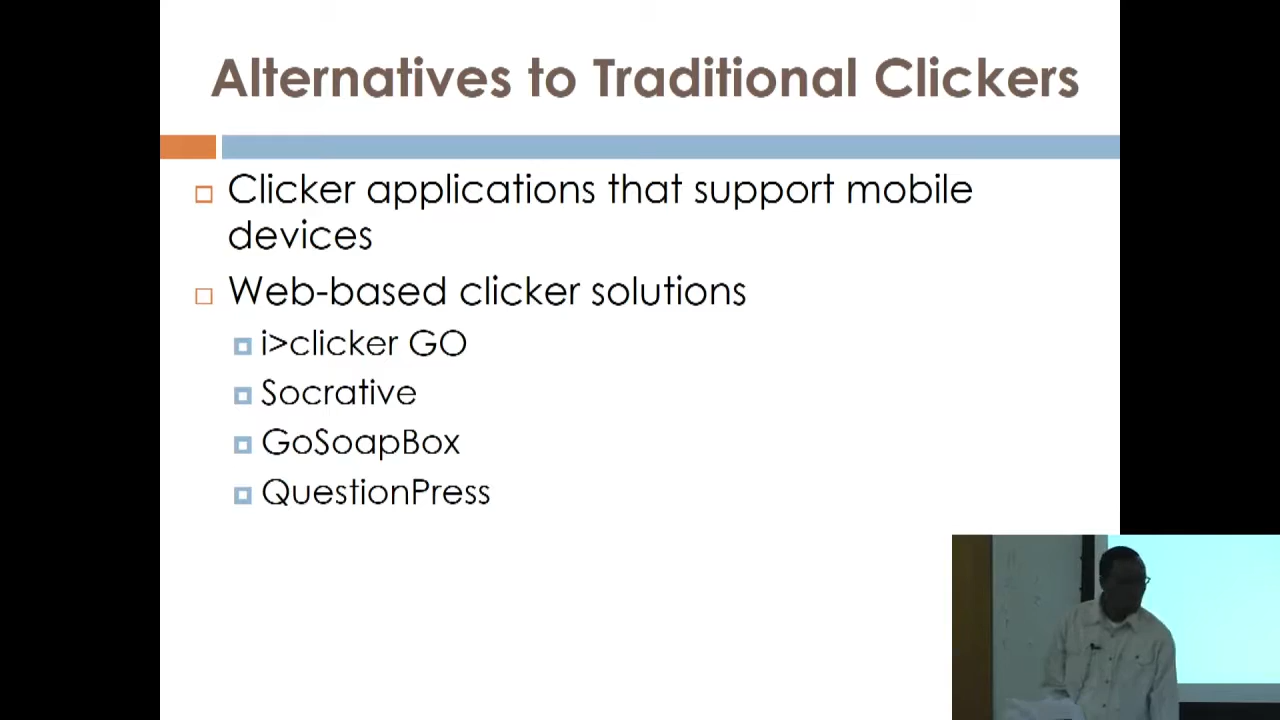 Alternatives to Traditional Clickers
Clicker applications that support mobile
devices
Web-based clicker solutions
i>clicker GO
Socrative
GoSoapBox
QuestionPress